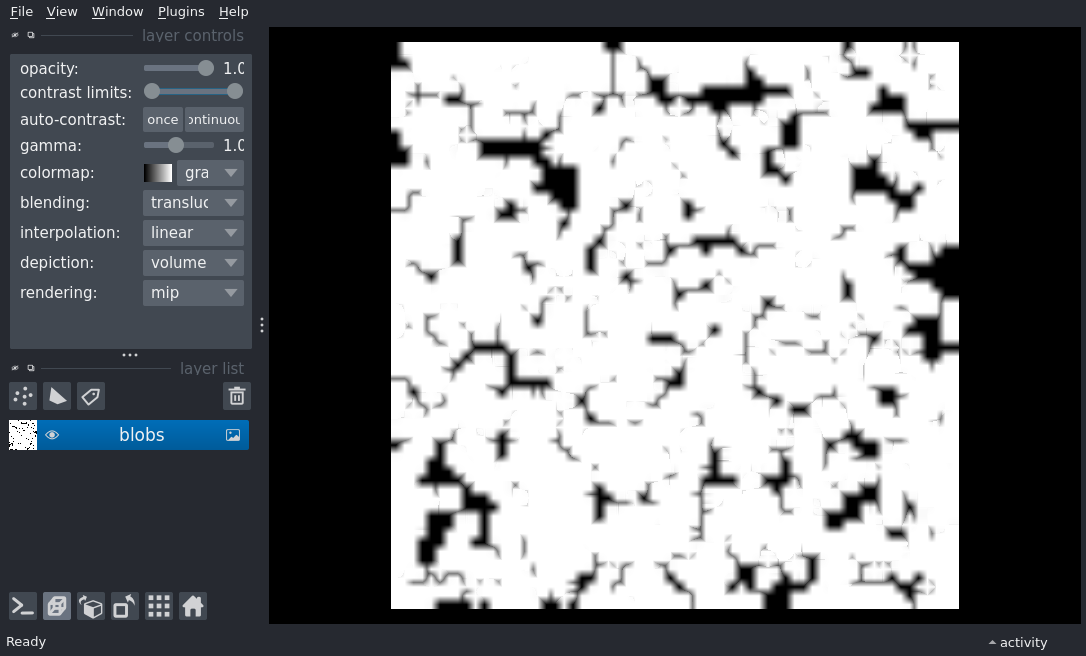 File View Window Plugins Help
layer controls
opacity: 1.0
contrast limits:
auto-contrast: once ontinuou
gamma: 1.0
colormap: gra
blending: transluc
interpolation: linear
depiction: volume
rendering: mip
layer list
blobs
Ready
activity